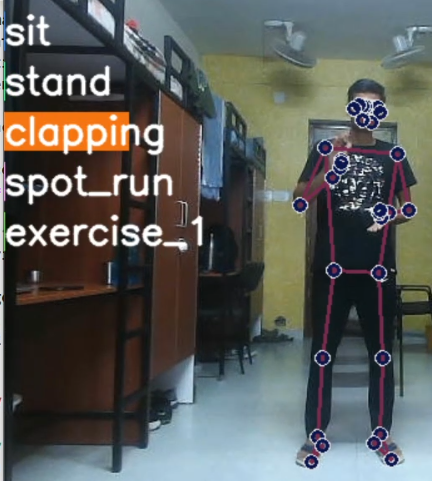 sit
stand
clapping
spot_run
exercise_1